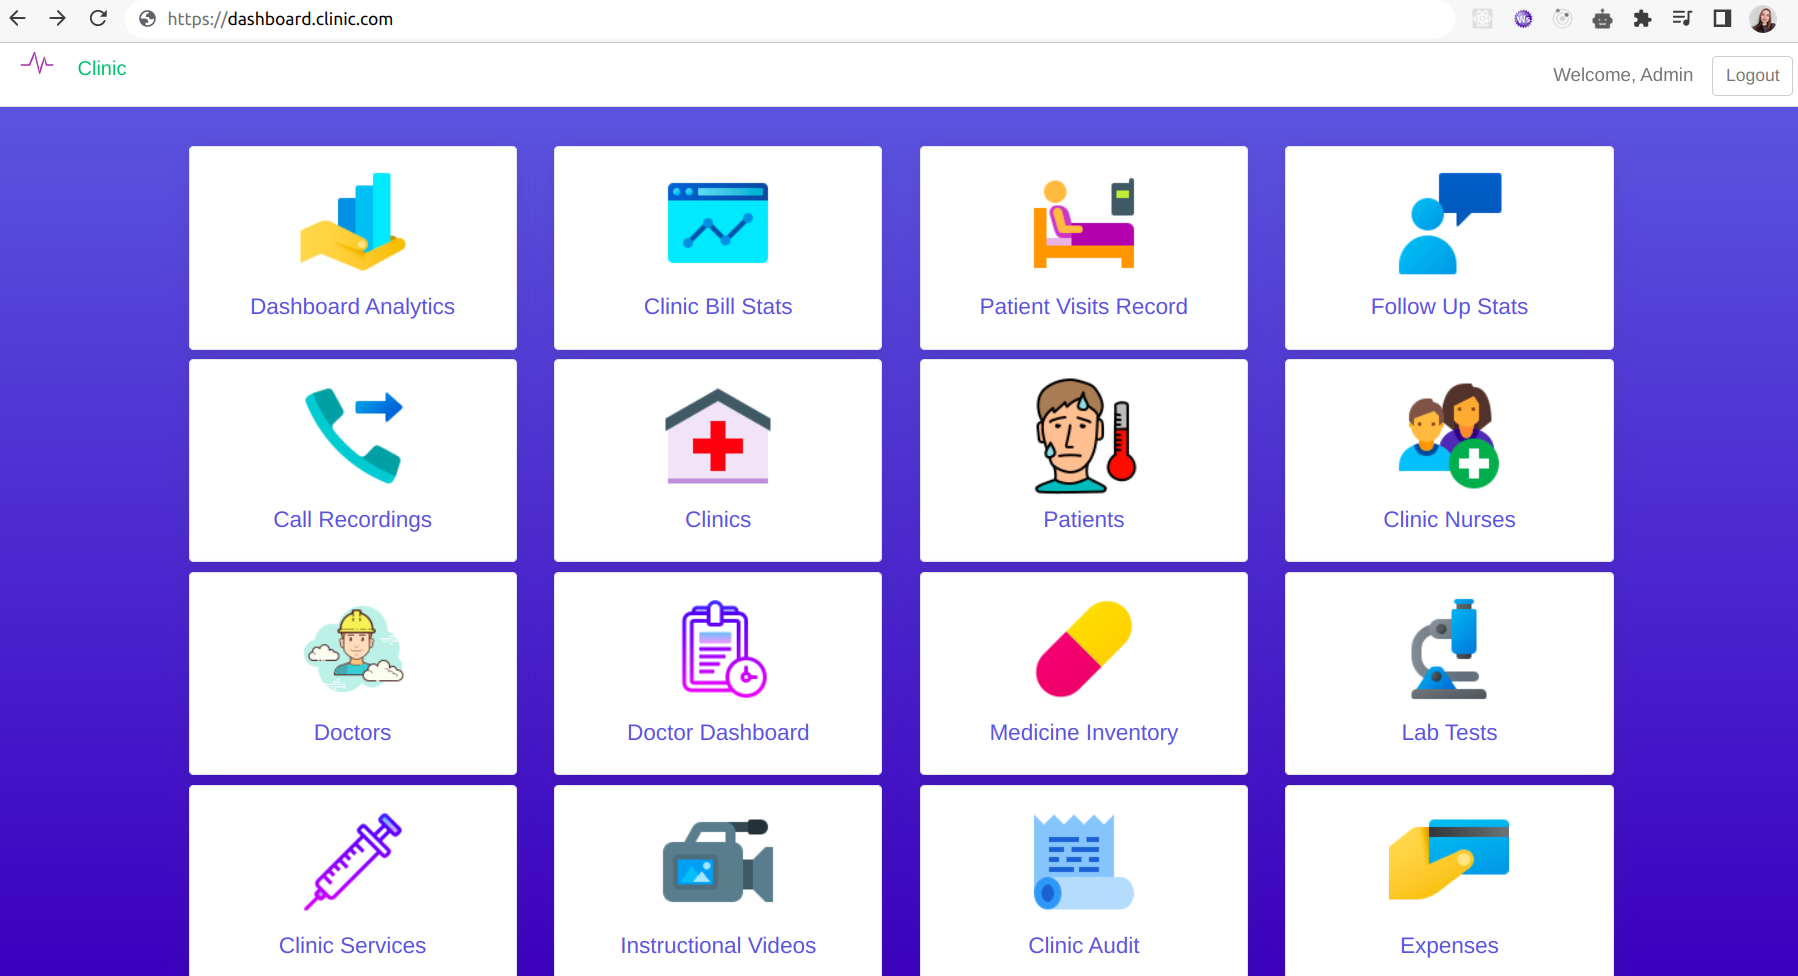 https://dashboard.clinic.com
Ws
Clinic
Welcome, Admin
Logout
Dashboard Analytics
Clinic Bill Stats
Patient Visits Record
Follow Up Stats
Call Recordings
Clinics
Patients
Clinic Nurses
Doctors
Doctor Dashboard
Medicine Inventory
Lab Tests
Clinic Services
Instructional Videos
Clinic Audit
Expenses